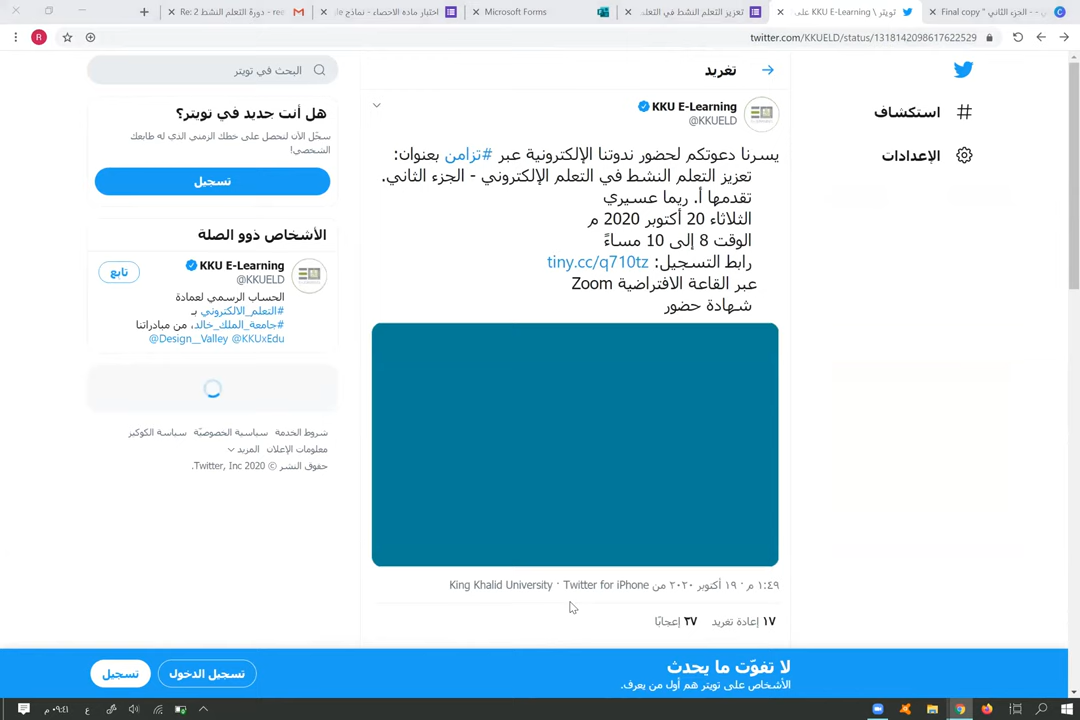 Final copy " الجزء الثاني - -
تويتر \ KKU E-Learning على
تعزيز التعلم النشط في التعلم
Microsoft Forms
اختبار ماده الاحصاء - نماذج
Re: 2 دورة التعلم النشط - ree
twitter.com/KKUELD/status/1318142098617622529
R
استكشاف
الإعدادات
تغريد
KKU E-Learning
@KKUELD
يسرنا دعوتكم لحضور ندوتنا الإلكترونية عبر #تزامن بعنوان:
تعزيز التعلم النشط في التعلم الإلكتروني - الجزء الثاني.
تقدمها أ. ريما عسيري
الثلاثاء 20 أكتوبر 2020 م
الوقت 8 إلى 10 مساءً
رابط التسجيل: tiny.cc/q710tz
عبر القاعة الافتراضية Zoom
شهادة حضور
١:٤٩ م · ١٩ أكتوبر ٢٠٢٠ من King Khalid University · Twitter for iPhone
١٧ إعادة تغريد ٣٧ إعجابًا
البحث في تويتر
هل أنت جديد في تويتر؟
سجّل الآن لتحصل على خطك الزمني الذي له طابعك
الشخصي!
تسجيل
الأشخاص ذوو الصلة
KKU E-Learning
@KKUELD
تابع
الحساب الرسمي لعمادة
#التعلم_الالكتروني بـ
#جامعة_الملك_خالد، من مبادراتنا
@Design__Valley @KKUxEdu
شروط الخدمة سياسية الخصوصيّة سياسة الكوكيز
معلومات الإعلان المزيد
حقوق النشر © 2020 Twitter, Inc.
لا تفوّت ما يحدث
الأشخاص على تويتر هم أول من يعرف.
تسجيل الدخول
تسجيل
٠٩:٤١ م
ع